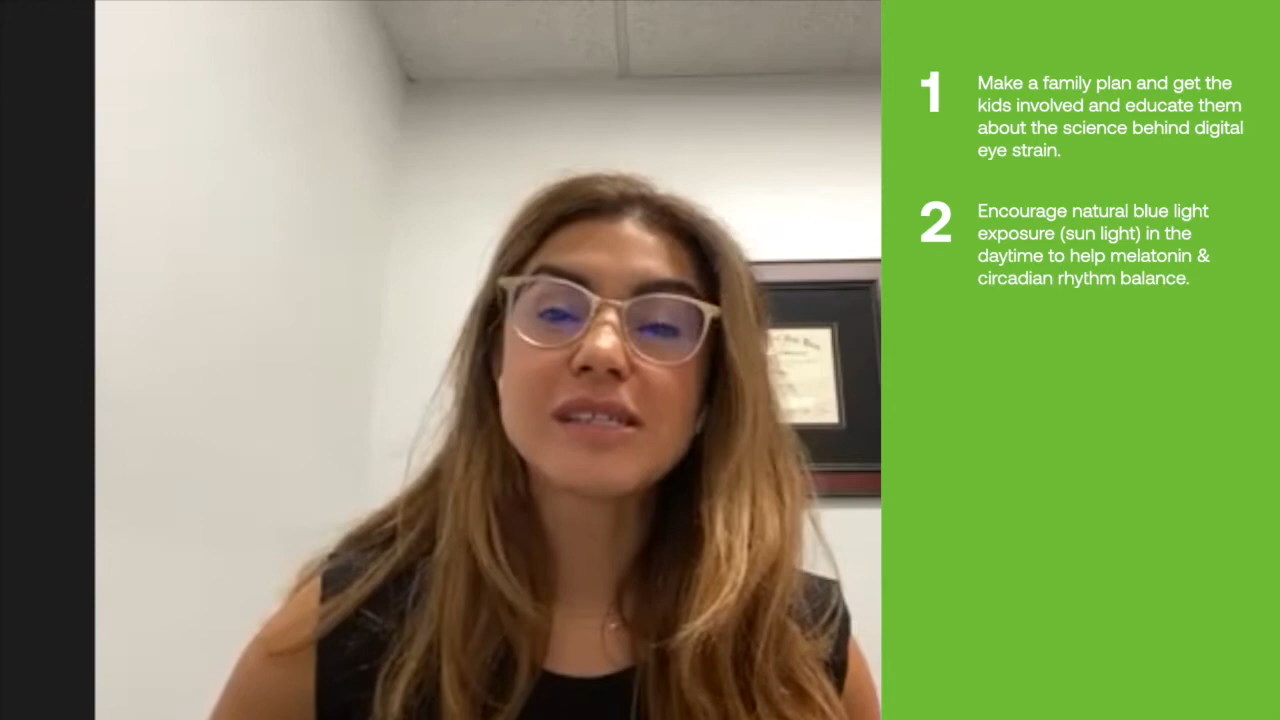 1
Make a family plan and get the
kids involved and educate them
about the science behind digital
eye strain.
2
Encourage natural blue light
exposure (sun light) in the
daytime to help melatonin &
circadian rhythm balance.